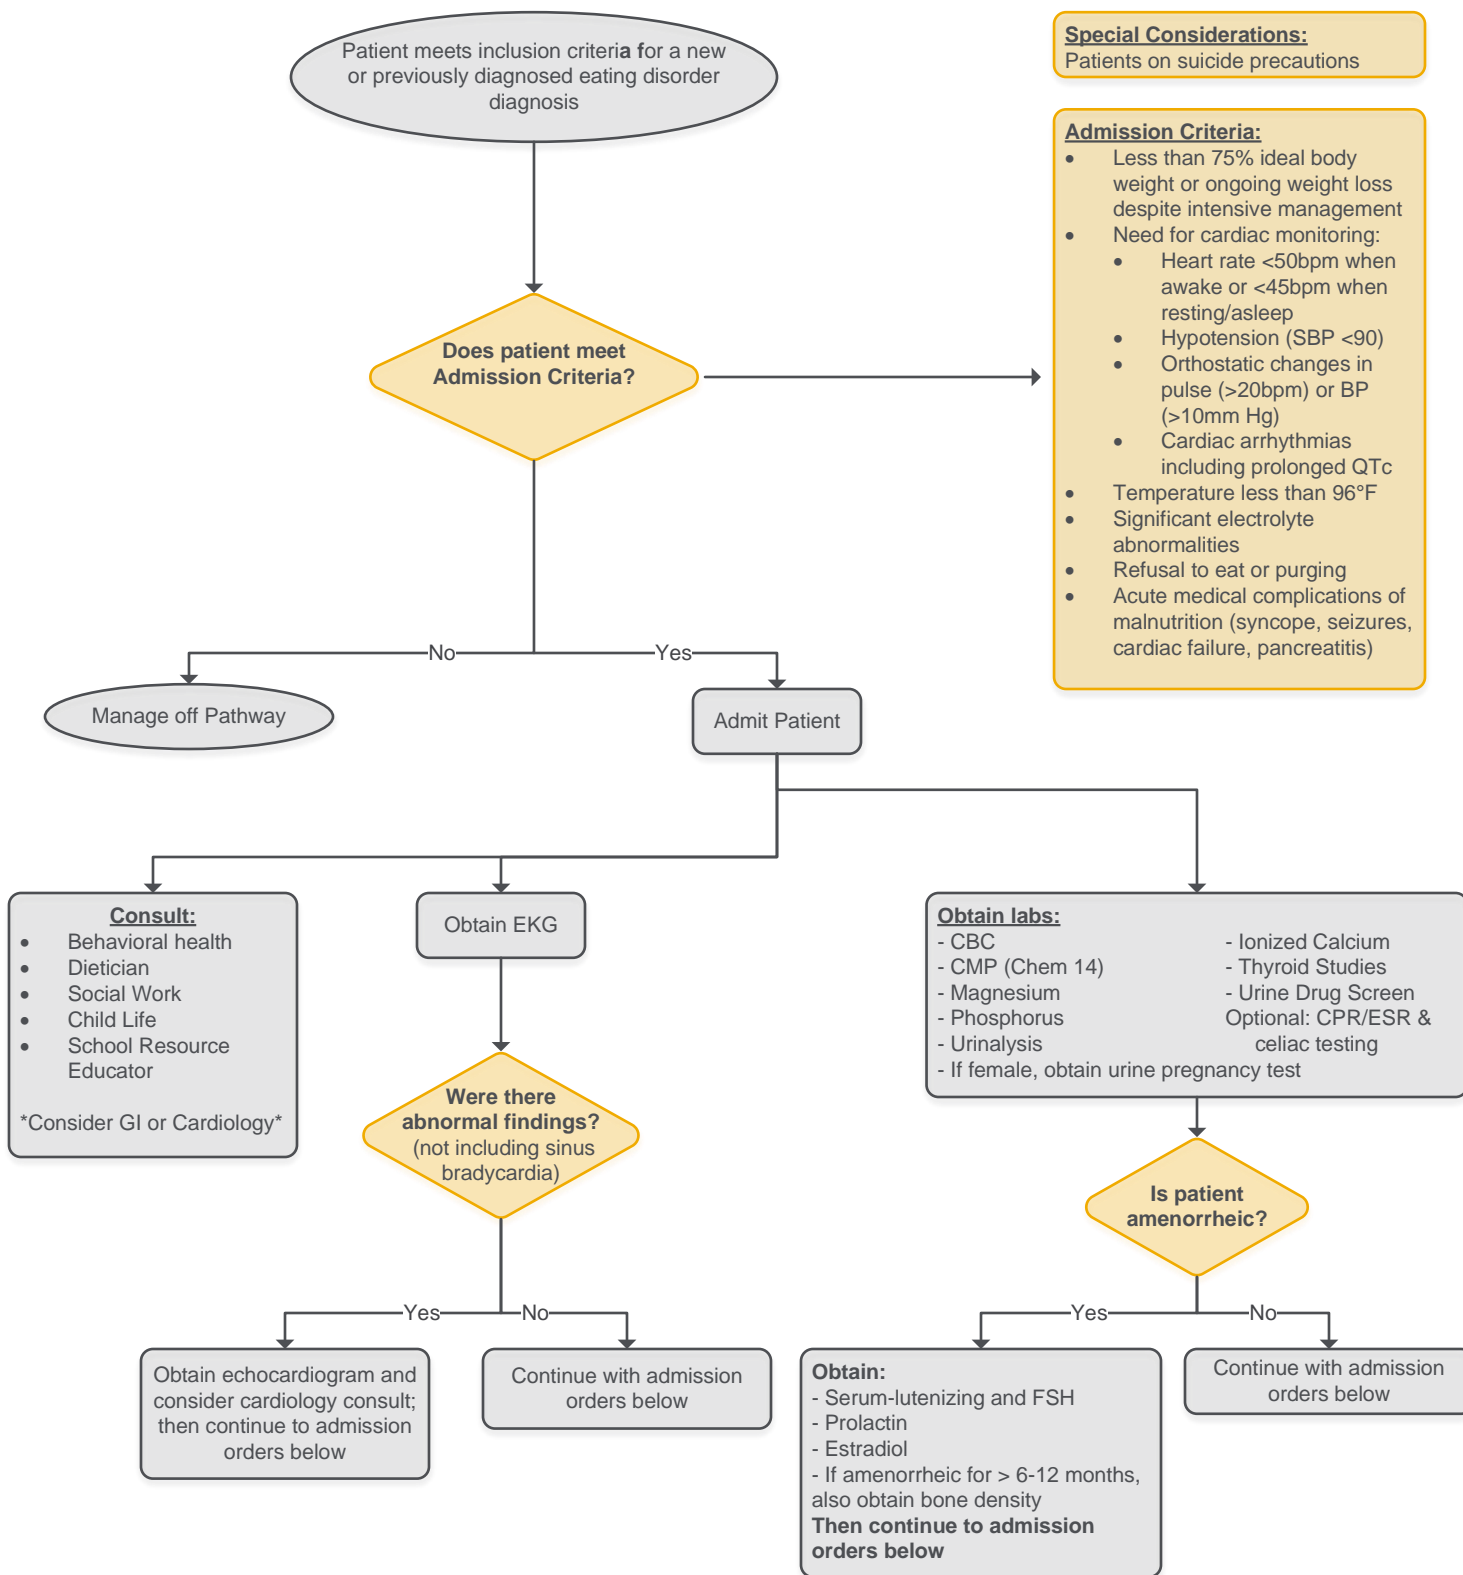 Patient meets inclusion criteria for a new
or previously diagnosed eating disorder
diagnosis
Special Considerations:
Patients on suicide precautions
Admission Criteria:
• Less than 75% ideal body
weight or ongoing weight loss
despite intensive management
• Need for cardiac monitoring:
• Heart rate <50bpm when
awake or <45bpm when
resting/asleep
• Hypotension (SBP <90)
• Orthostatic changes in
pulse (>20bpm) or BP
(>10mm Hg)
• Cardiac arrhythmias
including prolonged QTc
• Temperature less than 96°F
• Significant electrolyte
abnormalities
• Refusal to eat or purging
• Acute medical complications of
malnutrition (syncope, seizures,
cardiac failure, pancreatitis)
Does patient meet
Admission Criteria?
No
Yes
Manage off Pathway
Admit Patient
Consult:
• Behavioral health
• Dietician
• Social Work
• Child Life
• School Resource
Educator
*Consider GI or Cardiology*
Obtain EKG
Were there
abnormal findings?
(not including sinus
bradycardia)
Yes
No
Obtain echocardiogram and
consider cardiology consult;
then continue to admission
orders below
Continue with admission
orders below
Obtain labs:
- CBC
- CMP (Chem 14)
- Magnesium
- Phosphorus
- Urinalysis
- Ionized Calcium
- Thyroid Studies
- Urine Drug Screen
Optional: CPR/ESR &
celiac testing
- If female, obtain urine pregnancy test
Is patient
amenorrheic?
Yes
No
Obtain:
- Serum-lutenizing and FSH
- Prolactin
- Estradiol
- If amenorrheic for > 6-12 months,
also obtain bone density
Then continue to admission
orders below
Continue with admission
orders below